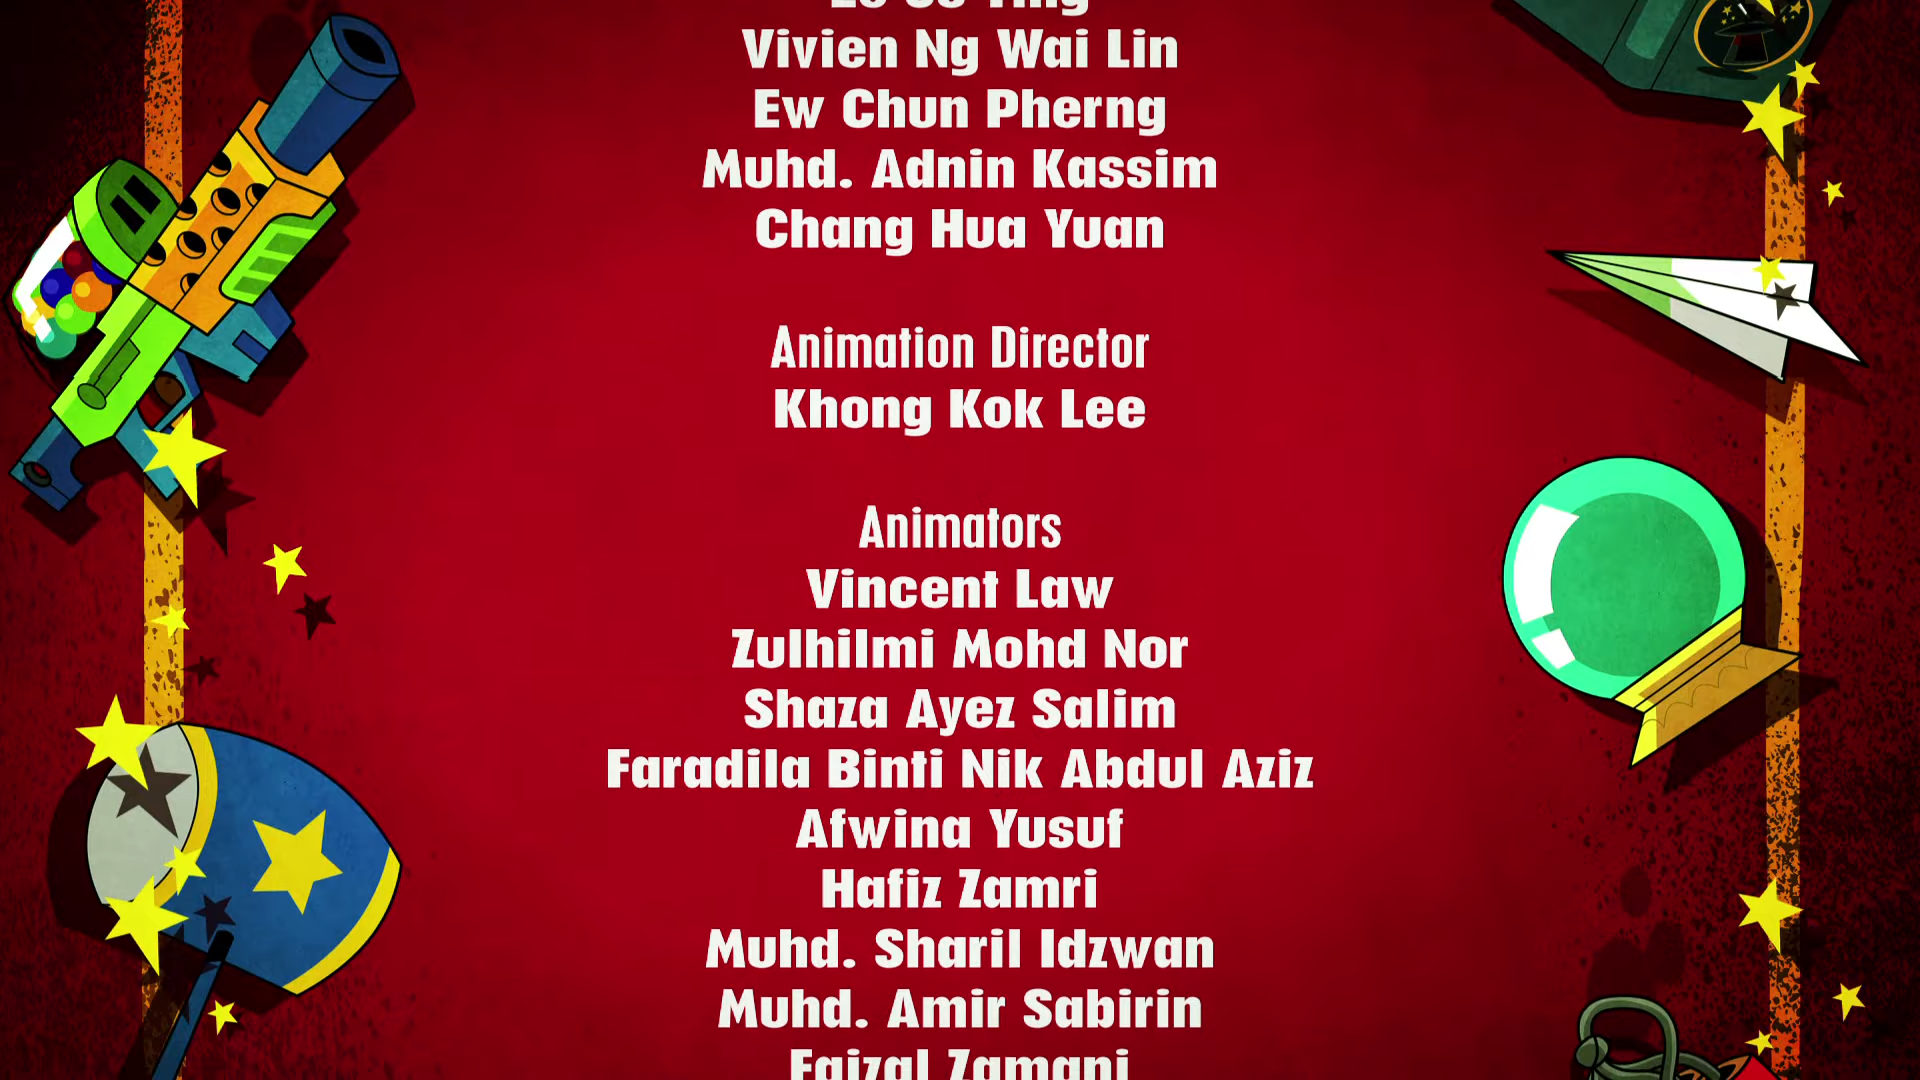 Vivien Ng Wai Lin
Ew Chun Pherng
Muhd. Adnin Kassim
Chang Hua Yuan
Animation Director
Khong Kok Lee
Animators
Vincent Law
Zulhilmi Mohd Nor
Shaza Ayez Salim
Faradila Binti Nik Abdul Aziz
Afwina Yusuf
Hafiz Zamri
Muhd. Sharil Idzwan
Muhd. Amir Sabirin
Faizal Zamani